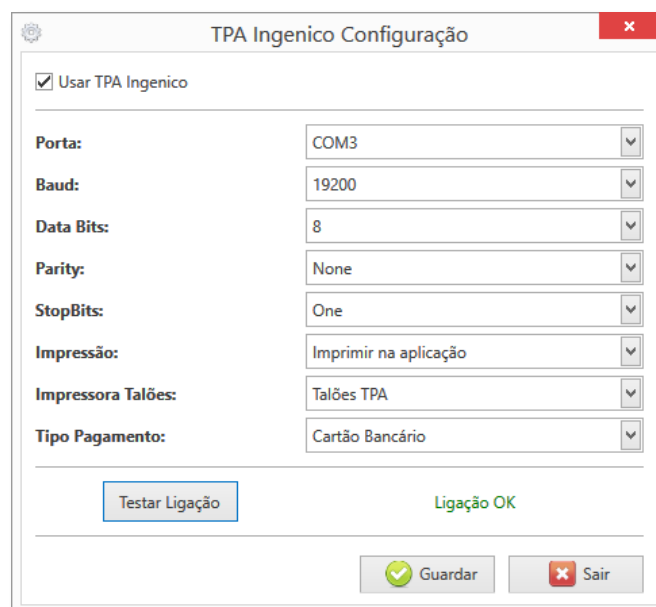 TPA Ingenico Configuração
Usar TPA Ingenico
Porta: COM3
Baud: 19200
Data Bits: 8
Parity: None
StopBits: One
Impressão: Imprimir na aplicação
Impressora Talões: Talões TPA
Tipo Pagamento: Cartão Bancário
Testar Ligação Ligação OK
Guardar Sair